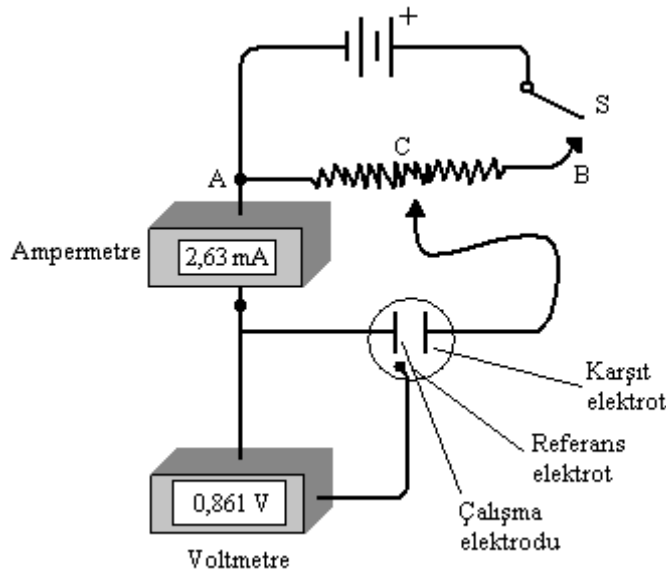 +
S
C
A
B
Ampermetre
2,63 mA
Karşıt
elektrot
Referans
elektrot
0,861 V
Çalışma
elektrodu
Voltmetre